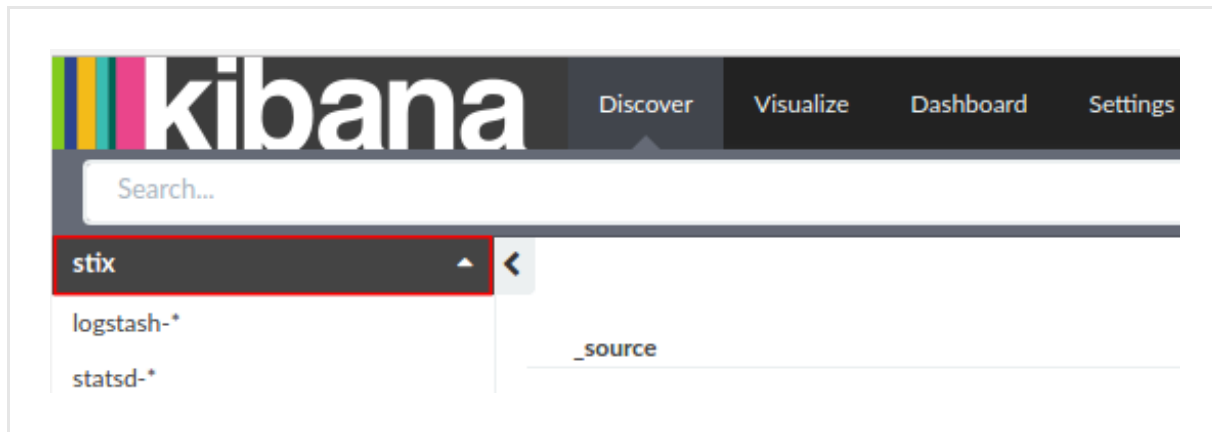 kibana Discover Visualize Dashboard Settings
Search...
stix
logstash-*
_source
statsd-*